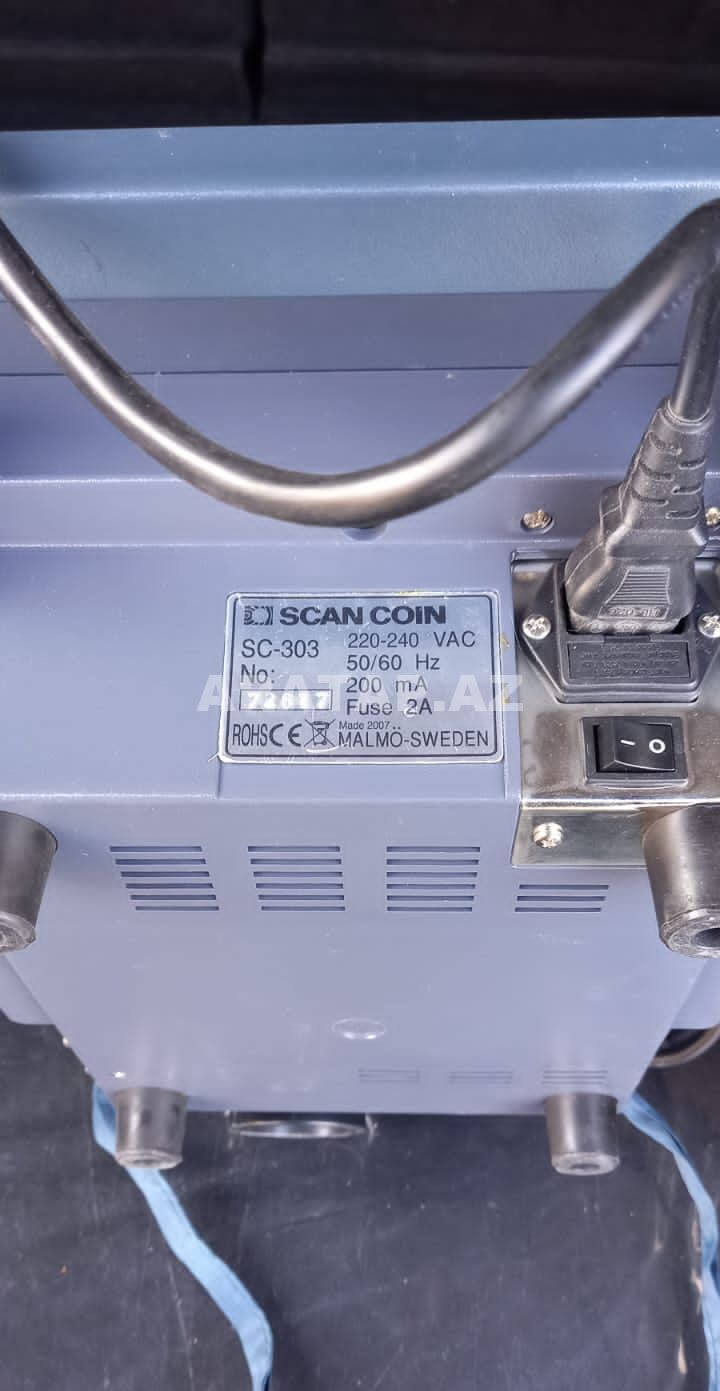 SCAN COIN
SC-303 220-240 VAC
No: 50/60 Hz
200 mA
Fuse 2A
ROHS CE Made 2007
MALMÖ-SWEDEN
— O